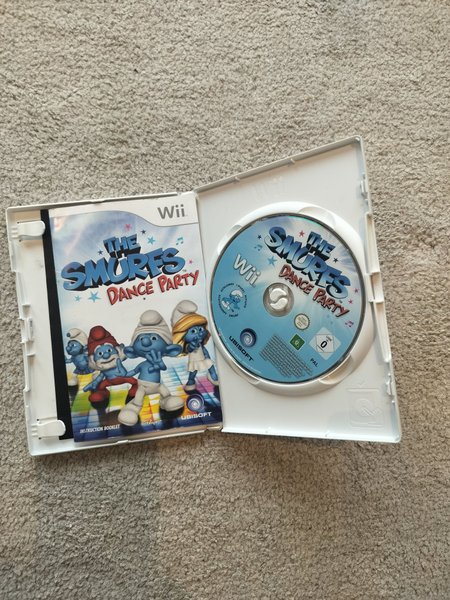 Wii
THE
SMURFS
DANCE PARTY
UBISOFT
INSTRUCTION BOOKLET
THE
SMURFS
DANCE PARTY
Wii
0
PAL
UBISOFT